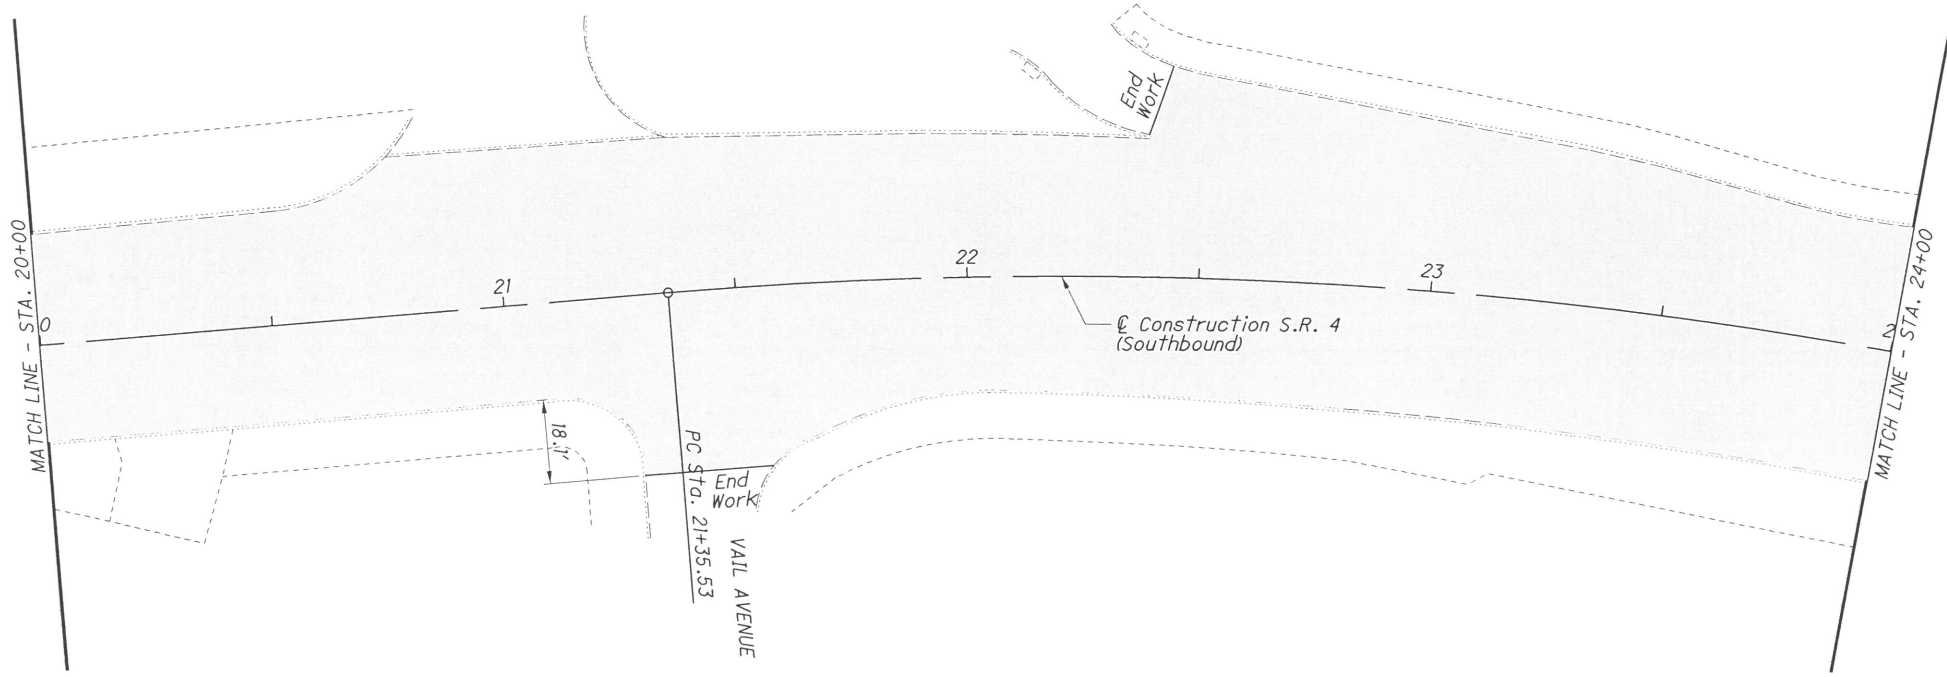 MATCH LINE - STA. 20+00
0
21
22
23
2
MATCH LINE - STA. 24+00
End
Work
℄ Construction S.R. 4
(Southbound)
18.1'
PC Sta. 21+35.53
End
Work
VAIL AVENUE